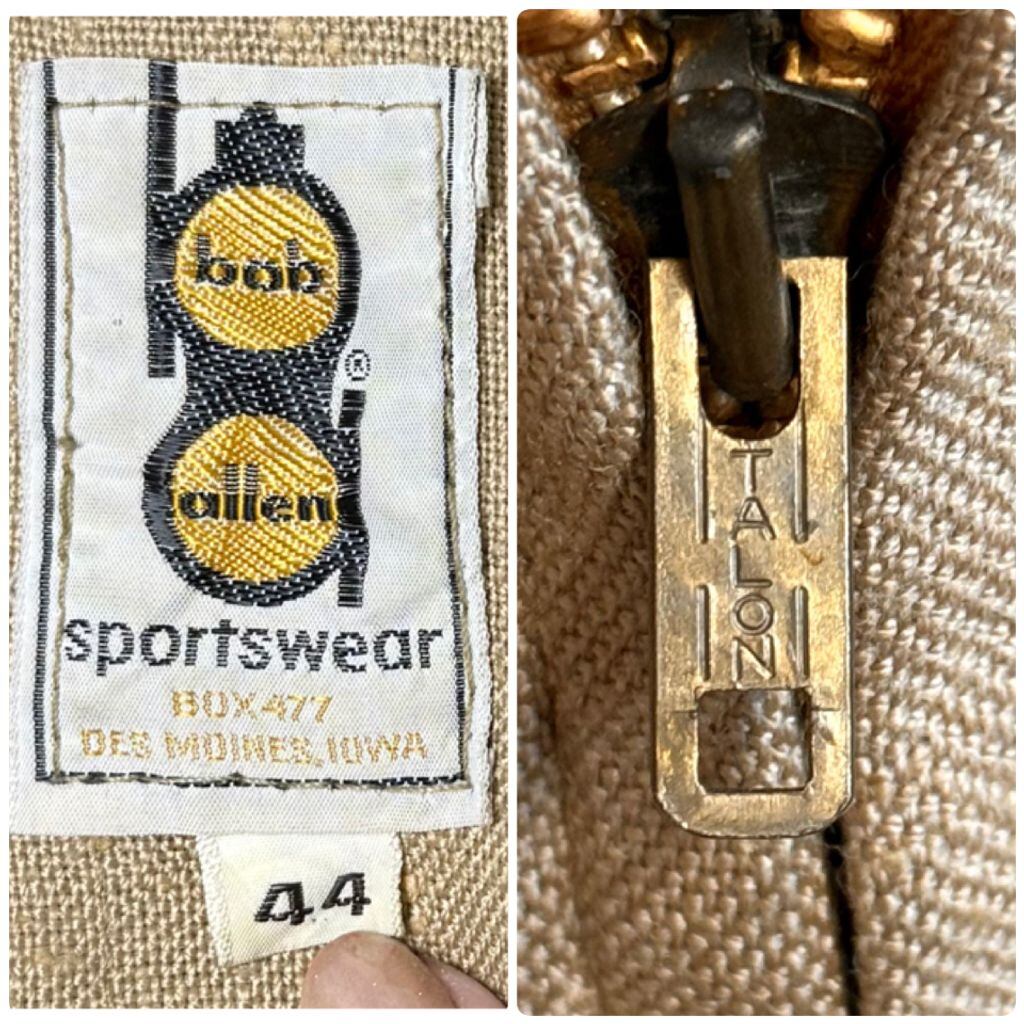 bob
®
allen
sportswear
BOX 477
DES MOINES, IOWA
44
TALON